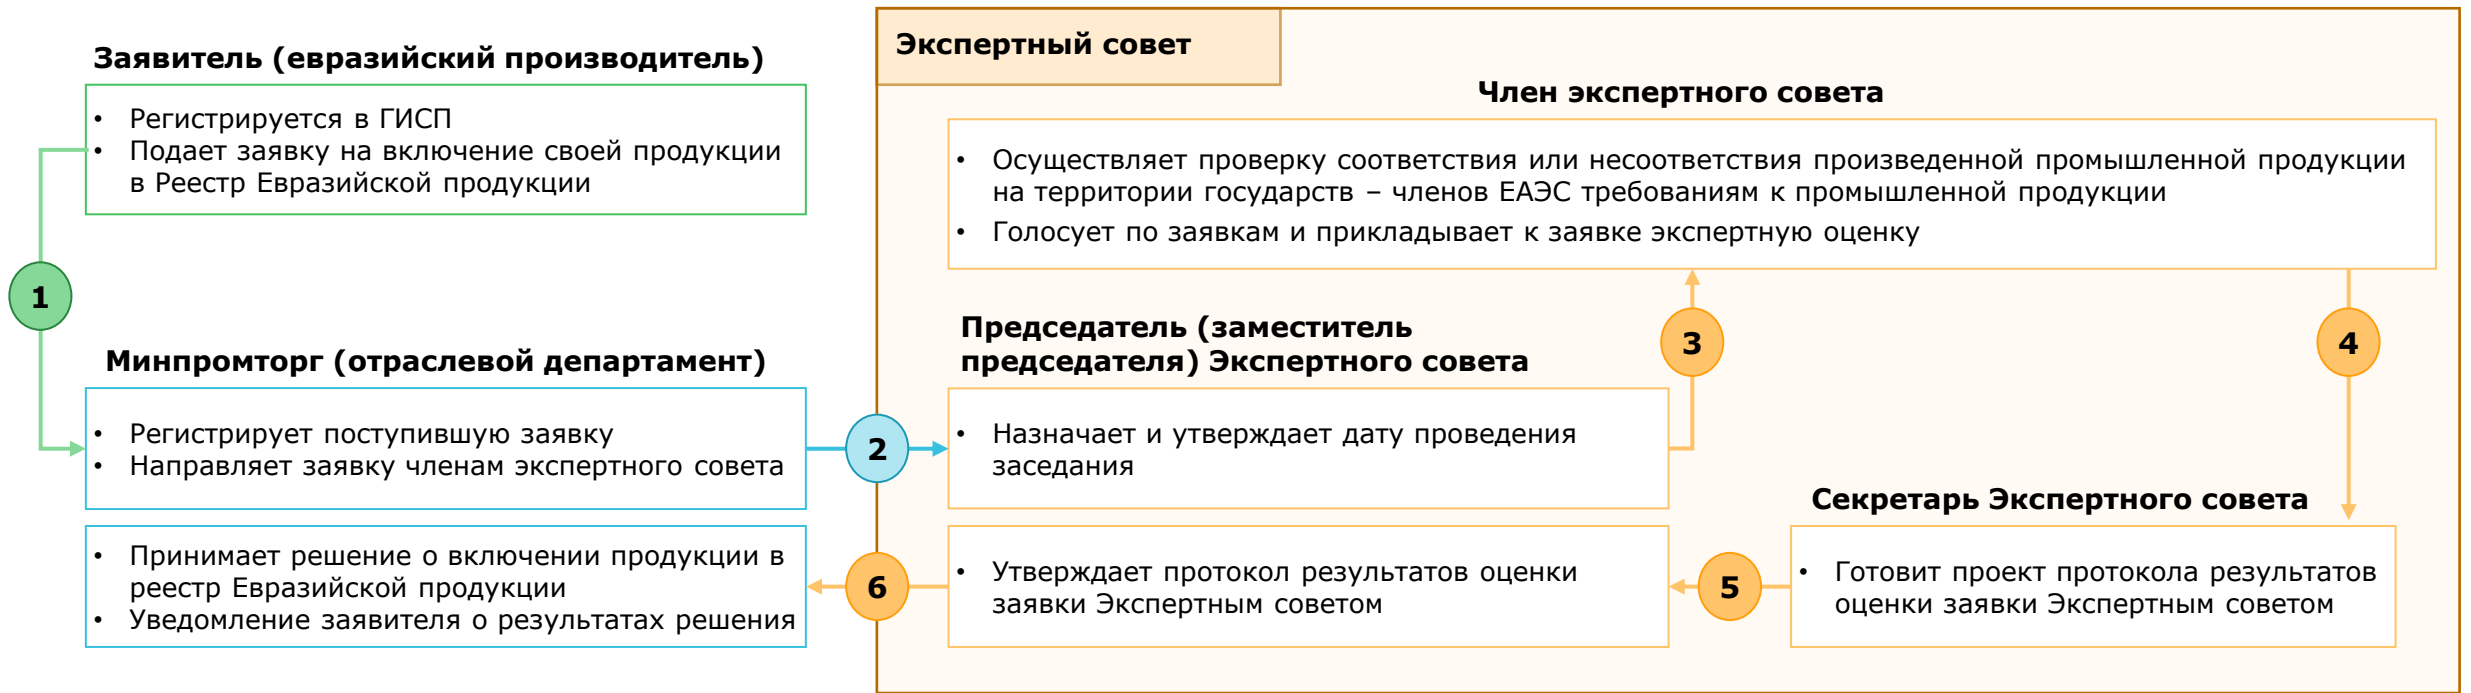 Заявитель (евразийский производитель)
• Регистрируется в ГИСП
• Подает заявку на включение своей продукции
в Реестр Евразийской продукции
1
Минпромторг (отраслевой департамент)
• Регистрирует поступившую заявку
• Направляет заявку членам экспертного совета
2
Экспертный совет
Председатель (заместитель
председателя) Экспертного совета
• Назначает и утверждает дату проведения
заседания
3
Член экспертного совета
• Осуществляет проверку соответствия или несоответствия произведенной промышленной продукции
на территории государств – членов ЕАЭС требованиям к промышленной продукции
• Голосует по заявкам и прикладывает к заявке экспертную оценку
4
Секретарь Экспертного совета
• Готовит проект протокола результатов
оценки заявки Экспертным советом
5
• Утверждает протокол результатов оценки
заявки Экспертным советом
6
• Принимает решение о включении продукции в
реестр Евразийской продукции
• Уведомление заявителя о результатах решения